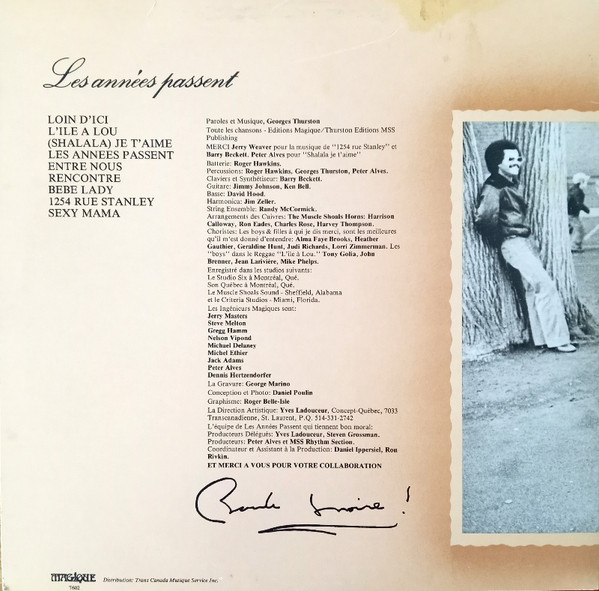 Les années passent
LOIN D'ICI
L'ILE A LOU
(SHALALA) JE T'AIME
LES ANNEES PASSENT
ENTRE NOUS
RENCONTRE
BEBE LADY
1254 RUE STANLEY
SEXY MAMA
Paroles et Musique, Georges Thurston
Toute les chansons - Editions Magique/Thurston Editions MSS
Publishing
MERCI Jerry Weaver pour la musique de "1254 rue Stanley" et
Barry Beckett. Peter Alves pour "Shalala je t'aime"
Batterie: Roger Hawkins.
Percussions: Roger Hawkins, Georges Thurston, Peter Alves.
Claviers et Synthétiseur: Barry Beckett.
Guitare: Jimmy Johnson, Ken Bell.
Basse: David Hood.
Harmonica: Jim Zeller.
String Ensemble: Randy McCormick.
Arrangements des Cuivres: The Muscle Shoals Horns: Harrison
Calloway, Ron Eades, Charles Rose, Harvey Thompson.
Choristes: Les boys & filles à qui je dis merci, sont les meilleures
qu'il m'est donné d'entendre: Alma Faye Brooks, Heather
Gauthier, Geraldine Hunt, Judi Richards, Lorri Zimmerman. Les
"boys" dans le Reggae "L'ile à Lou." Tony Golia, John
Brenner, Jean Larivière, Mike Phelps.
Enregistré dans les studios suivants:
Le Studio Six à Montréal, Qué.
Son Québec à Montréal, Qué.
Le Muscle Shoals Sound - Sheffield, Alabama
et le Criteria Studios - Miami, Florida.
Les Ingénieurs Magiques sont:
Jerry Masters
Steve Melton
Gregg Hamm
Nelson Vipond
Michael Delaney
Michel Ethier
Jack Adams
Peter Alves
Dennis Hertzendorfer
La Gravure: George Marino
Conception et Photo: Daniel Poulin
Graphisme: Roger Belle-Isle
La Direction Artistique: Yves Ladouceur, Concept-Québec, 7033
Transcanadienne, St. Laurent, P.Q. 514-331-2742
L'équipe de Les Années Passent qui tiennent bon moral:
Producteurs Délégués: Yves Ladouceur, Steven Grossman.
Producteurs: Peter Alves et MSS Rhythm Section.
Coordinateur et Assistant à la Production: Daniel Ippersiel, Ron
Rivkin.
ET MERCI A VOUS POUR VOTRE COLLABORATION
Boule Noire!
MAGIQUE
7602
Distribution: Trans Canada Musique Service Inc.